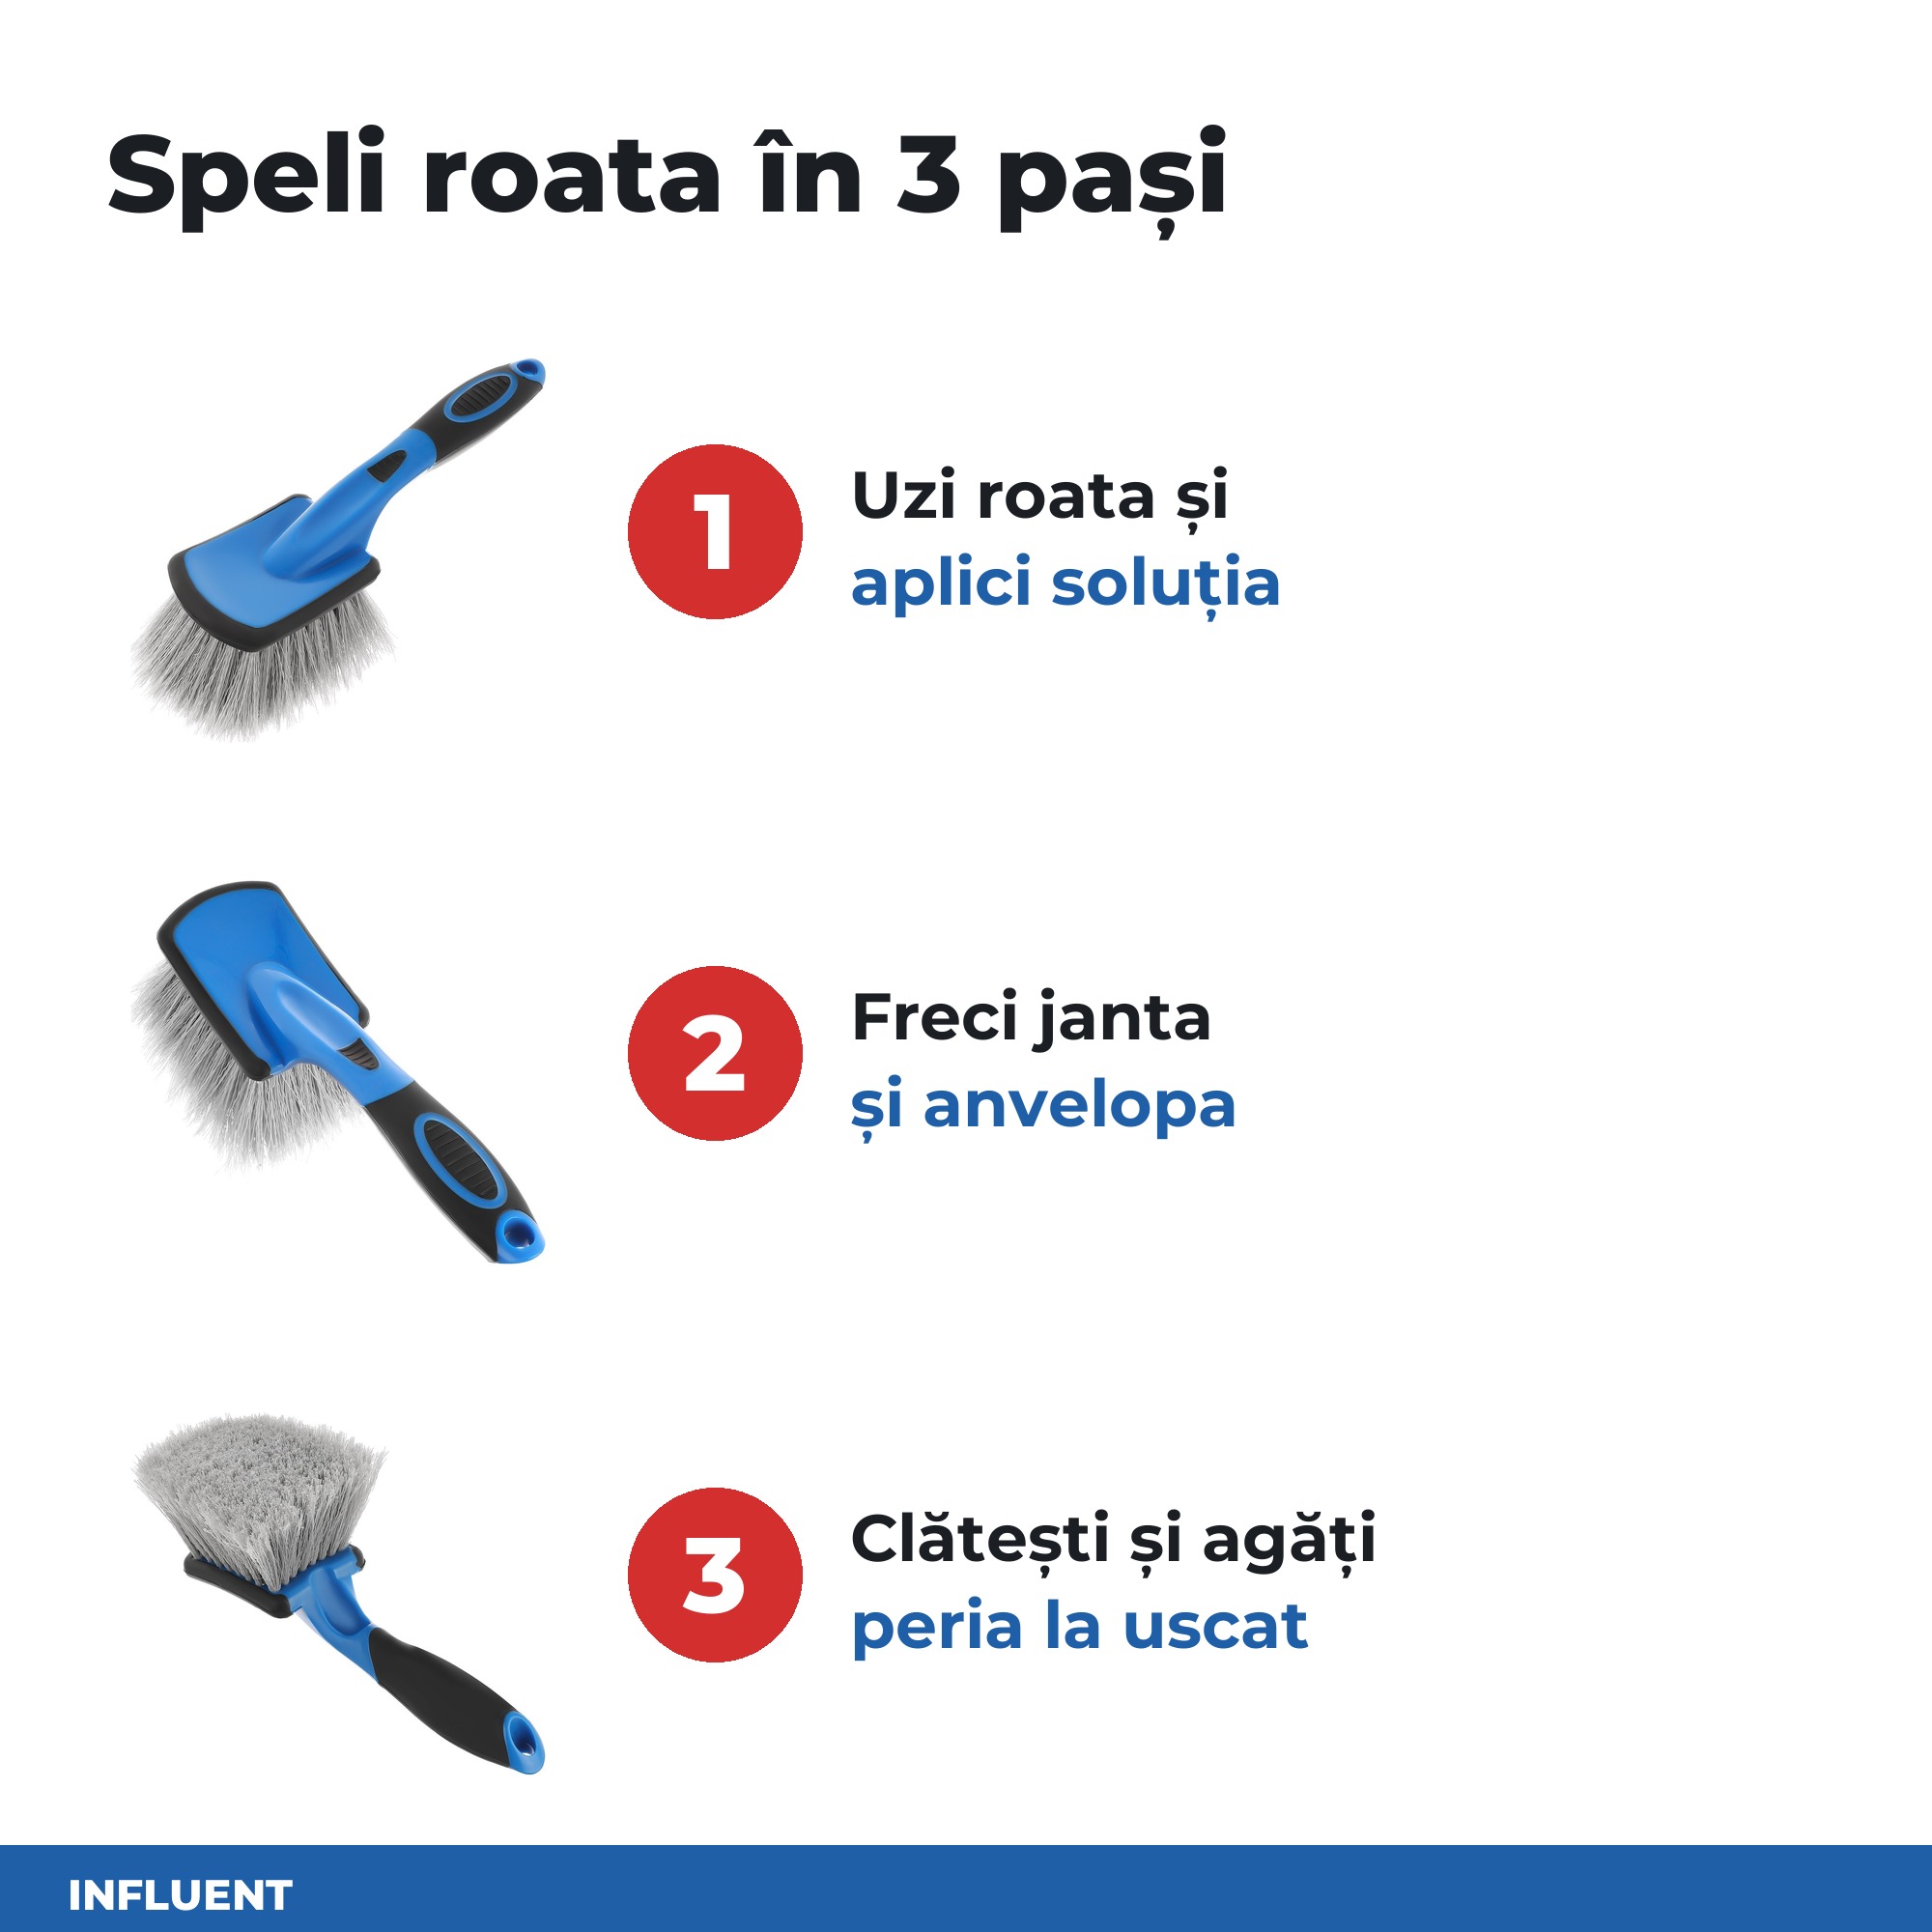 Speli roata în 3 pași
1
Uzi roata și
aplici soluția
2
Freci janta
și anvelopa
3
Clătești și agăți
peria la uscat
INFLUENT